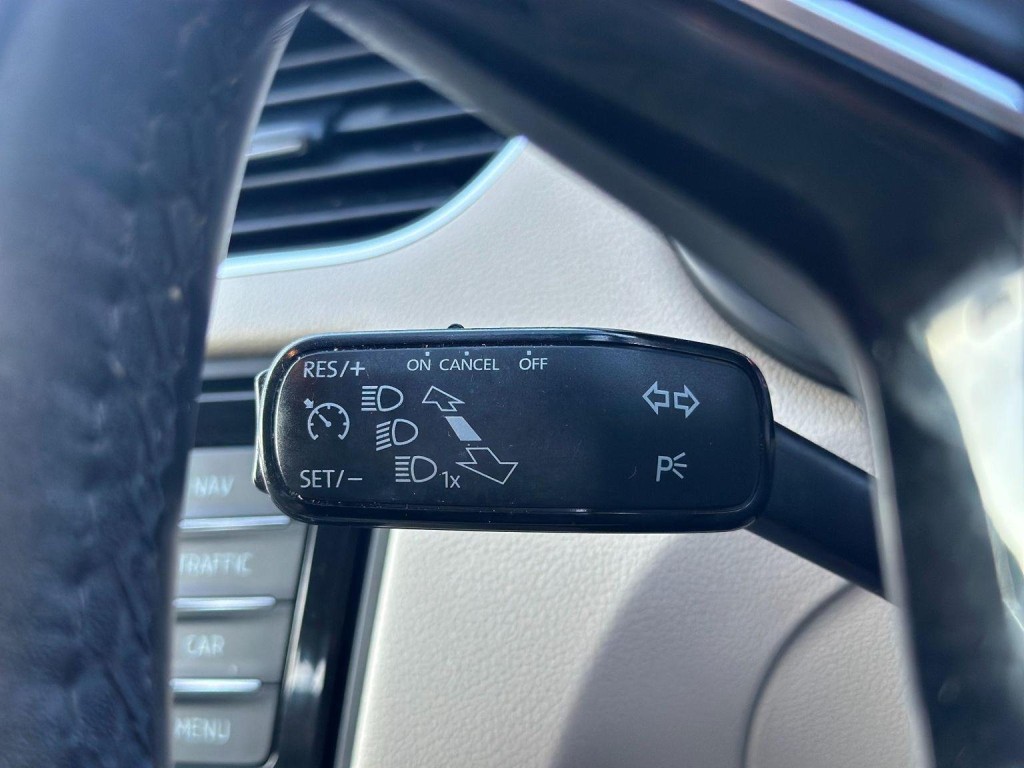 RES/+ ON CANCEL OFF
SET/− 1x P
NAV
TRAFFIC
CAR
MENU